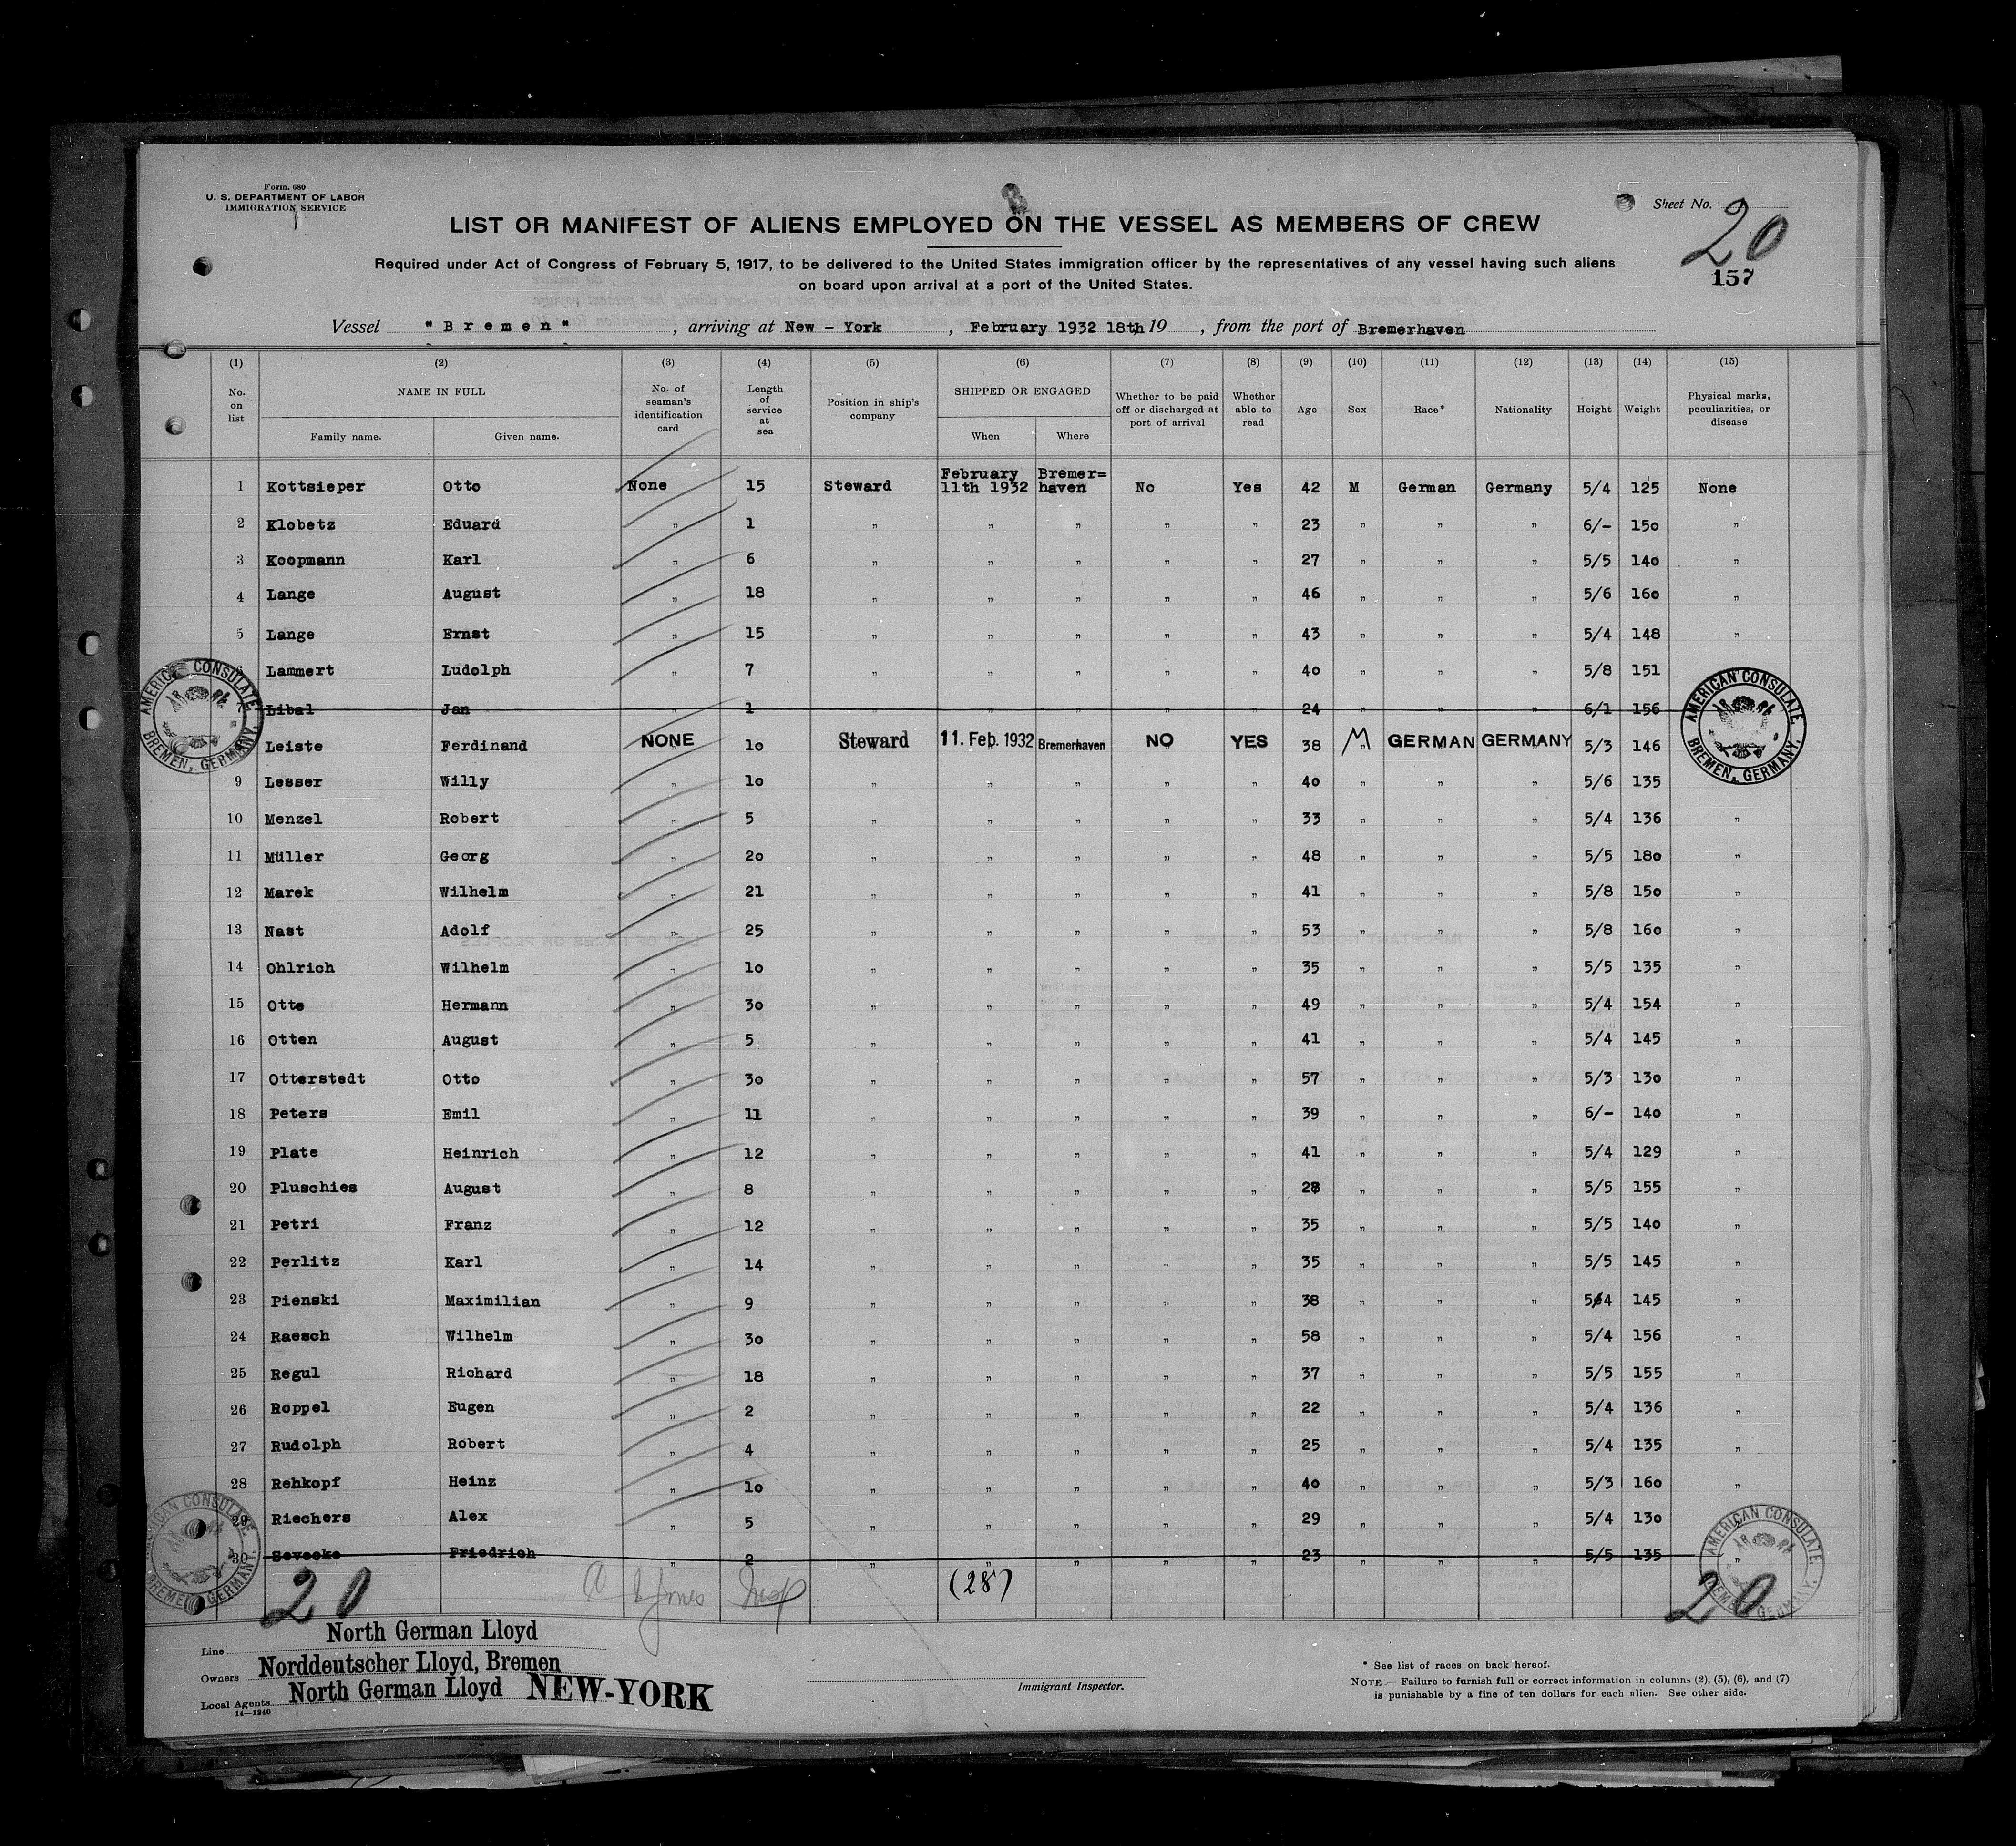 Form. 680
U. S. DEPARTMENT OF LABOR
IMMIGRATION SERVICE
Sheet No. 20
157
LIST OR MANIFEST OF ALIENS EMPLOYED ON THE VESSEL AS MEMBERS OF CREW
Required under Act of Congress of February 5, 1917, to be delivered to the United States immigration officer by the representatives of any vessel having such aliens
on board upon arrival at a port of the United States.
Vessel "Bremen", arriving at New - York, February 1932 18th, 19 , from the port of Bremerhaven
(1) (2) (3) (4) (5) (6) (7) (8) (9) (10) (11) (12) (13) (14) (15)
No. on list NAME IN FULL Family name. Given name. No. of seaman's identification card Length of service at sea Position in ship's company SHIPPED OR ENGAGED When Where Whether to be paid off or discharged at port of arrival Whether able to read Age Sex Race* Nationality Height Weight Physical marks, peculiarities, or disease
1 Kottsieper Otto None 15 Steward February 11th 1932 Bremer= haven No Yes 42 M German Germany 5/4 125 None
2 Klobetz Eduard " 1 " " " " " 23 " " " 6/- 150 "
3 Koopmann Karl " 6 " " " " " 27 " " " 5/5 140 "
4 Lange August " 18 " " " " " 46 " " " 5/6 160 "
5 Lange Ernst " 15 " " " " " 43 " " " 5/4 148 "
6 Lammert Ludolph " 7 " " " " " 40 " " " 5/8 151
Libal Jan " 1 " " " " " 24 " " " 6/1 156
Leiste Ferdinand NONE 10 Steward 11. Feb. 1932 Bremerhaven NO YES 38 M GERMAN GERMANY 5/3 146
9 Lesser Willy " 10 " " " " " 40 " " " 5/6 135
10 Menzel Robert " 5 " " " " " 33 " " " 5/4 136 "
11 Müller Georg " 20 " " " " " 48 " " " 5/5 180 "
12 Marek Wilhelm " 21 " " " " " 41 " " " 5/8 150 "
13 Nast Adolf " 25 " " " " " 53 " " " 5/8 160 "
14 Ohlrich Wilhelm " 10 " " " " " 35 " " " 5/5 135 "
15 Otte Hermann " 30 " " " " " 49 " " " 5/4 154 "
16 Otten August " 5 " " " " " 41 " " " 5/4 145 "
17 Otterstedt Otto " 30 " " " " " 57 " " " 5/3 130 "
18 Peters Emil " 11 " " " " " 39 " " " 6/- 140 "
19 Plate Heinrich " 12 " " " " " 41 " " " 5/4 129 "
20 Pluschies August " 8 " " " " " 28 " " " 5/5 155 "
21 Petri Franz " 12 " " " " " 35 " " " 5/5 140 "
22 Perlitz Karl " 14 " " " " " 35 " " " 5/5 145 "
23 Pienski Maximilian " 9 " " " " " 38 " " " 5/4 145 "
24 Raesch Wilhelm " 30 " " " " " 58 " " " 5/4 156 "
25 Regul Richard " 18 " " " " " 37 " " " 5/5 155 "
26 Roppel Eugen " 2 " " " " " 22 " " " 5/4 136 "
27 Rudolph Robert " 4 " " " " " 25 " " " 5/4 135 "
28 Rehkopf Heinz " 10 " " " " " 40 " " " 5/3 160 "
29 Riechers Alex " 5 " " " " " 29 " " " 5/4 130 "
30 Sevecke Friedrich " 2 " " " " " 23 " " " 5/5 135 "
AMERICAN CONSULATE BREMEN, GERMANY.
AMERICAN CONSULATE BREMEN, GERMANY.
AMERICAN CONSULATE BREMEN, GERMANY.
AMERICAN CONSULATE BREMEN, GERMANY.
20 Jones Insp (28) 20
Line North German Lloyd
Owners Norddeutscher Lloyd, Bremen
Local Agents North German Lloyd NEW-YORK
14—1240
Immigrant Inspector.
* See list of races on back hereof.
NOTE.— Failure to furnish full or correct information in columns (2), (5), (6), and (7)
is punishable by a fine of ten dollars for each alien. See other side.